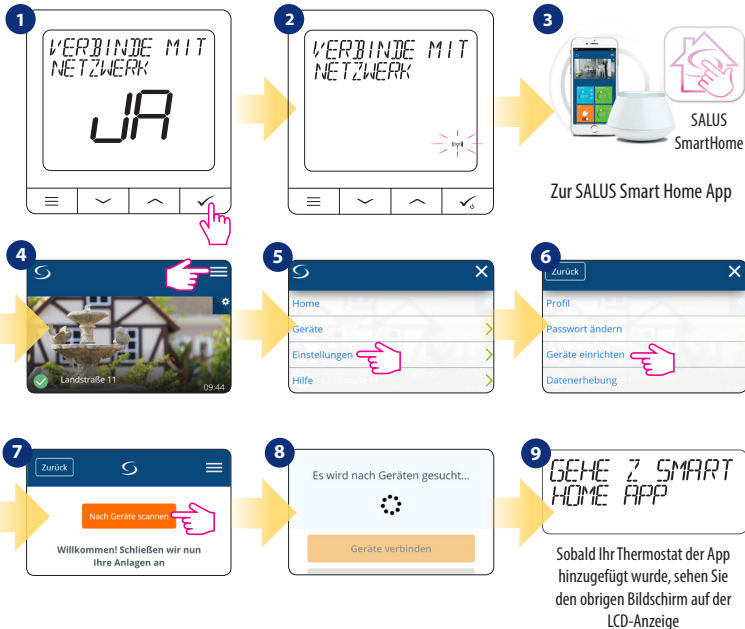 1
VERBINDE MIT
NETZWERK
JA
2
VERBINDE MIT
NETZWERK
3
SALUS
SmartHome
Zur SALUS Smart Home App
4
Landstraße 11
09:44
5
Home
Geräte
Einstellungen
Hilfe
6
Zurück
Profil
Passwort ändern
Geräte einrichten
Datenerhebung
7
Zurück
Nach Geräte scannen
Willkommen! Schließen wir nun
Ihre Anlagen an
8
Es wird nach Geräten gesucht...
Geräte verbinden
9
GEHE Z SMART
HOME APP
Sobald Ihr Thermostat der App
hinzugefügt wurde, sehen Sie
den obrigen Bildschirm auf der
LCD-Anzeige